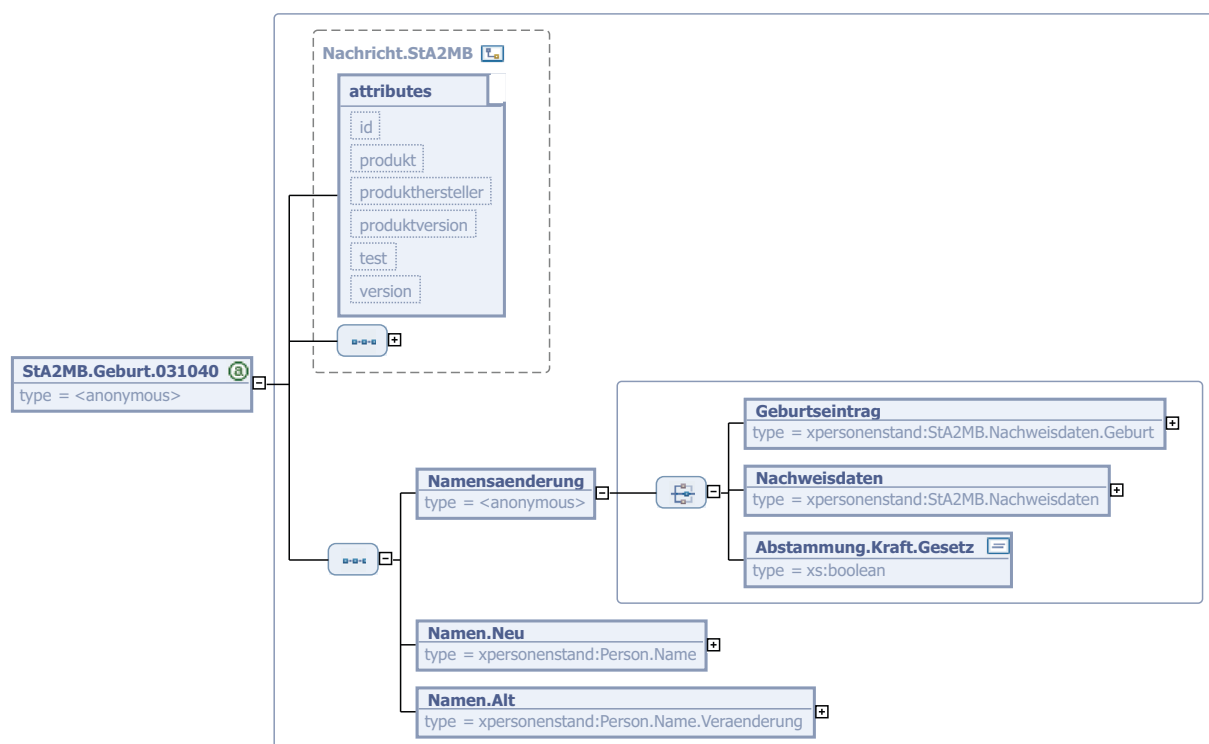 Nachricht.StA2MB
attributes
id
produkt
produkthersteller
produktversion
test
version
StA2MB.Geburt.031040 a
type = <anonymous>
Geburtseintrag
type = xpersonenstand:StA2MB.Nachweisdaten.Geburt
Namensaenderung
type = <anonymous>
Nachweisdaten
type = xpersonenstand:StA2MB.Nachweisdaten
Abstammung.Kraft.Gesetz
type = xs:boolean
Namen.Neu
type = xpersonenstand:Person.Name
Namen.Alt
type = xpersonenstand:Person.Name.Veraenderung